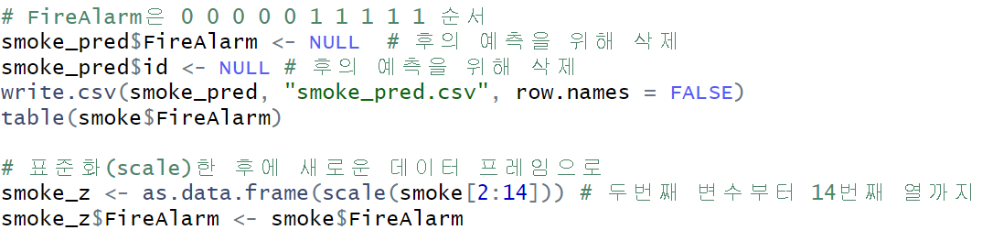 # FireAlarm은 0 0 0 0 0 1 1 1 1 1 순서
smoke_pred$FireAlarm <- NULL  # 후의 예측을 위해 삭제
smoke_pred$id <- NULL # 후의 예측을 위해 삭제
write.csv(smoke_pred, "smoke_pred.csv", row.names = FALSE)
table(smoke$FireAlarm)

# 표준화(scale)한 후에 새로운 데이터 프레임으로
smoke_z <- as.data.frame(scale(smoke[2:14])) # 두번째 변수부터 14번째 열까지
smoke_z$FireAlarm <- smoke$FireAlarm